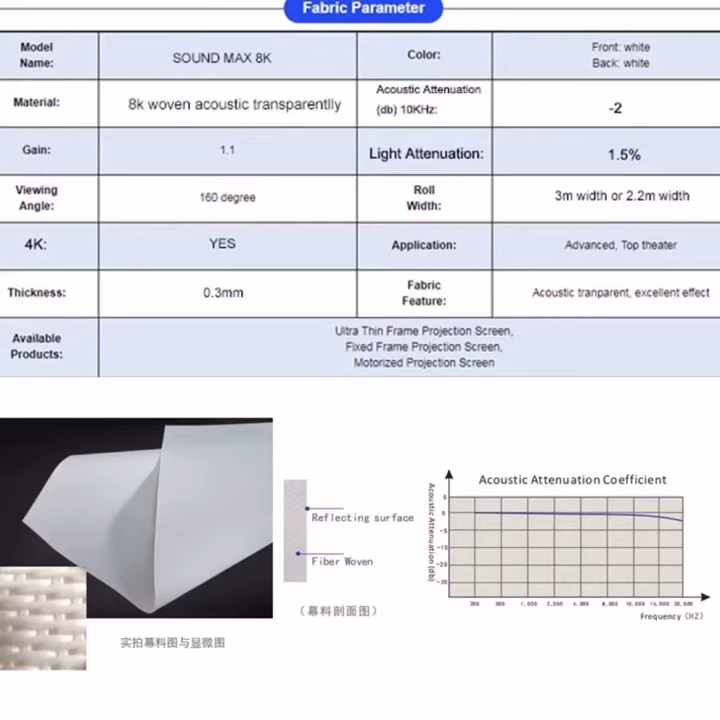 Fabric Parameter
Model
Name:
SOUND MAX 8K
Color:
Front: white
Back: white
Material:
8k woven acoustic transparentlly
Acoustic Attenuation
(db) 10KHz:
-2
Gain:
1.1
Light Attenuation:
1.5%
Viewing
Angle:
160 degree
Roll
Width:
3m width or 2.2m width
4K:
YES
Application:
Advanced, Top theater
Thickness:
0.3mm
Fabric
Feature:
Acoustic tranparent, excellent effect
Available
Products:
Ultra Thin Frame Projection Screen,
Fixed Frame Projection Screen,
Motorized Projection Screen
Reflecting surface
Fiber Woven
(幕料剖面图)
实拍幕料图与显微图
Acoustic Attenuation Coefficient
Acoustic Attenuation (db)
5
0
-5
-10
-20
-30
200 500 1,000 2,000 4,000 8,000 10,000 16,000 20,000
Frequency (HZ)